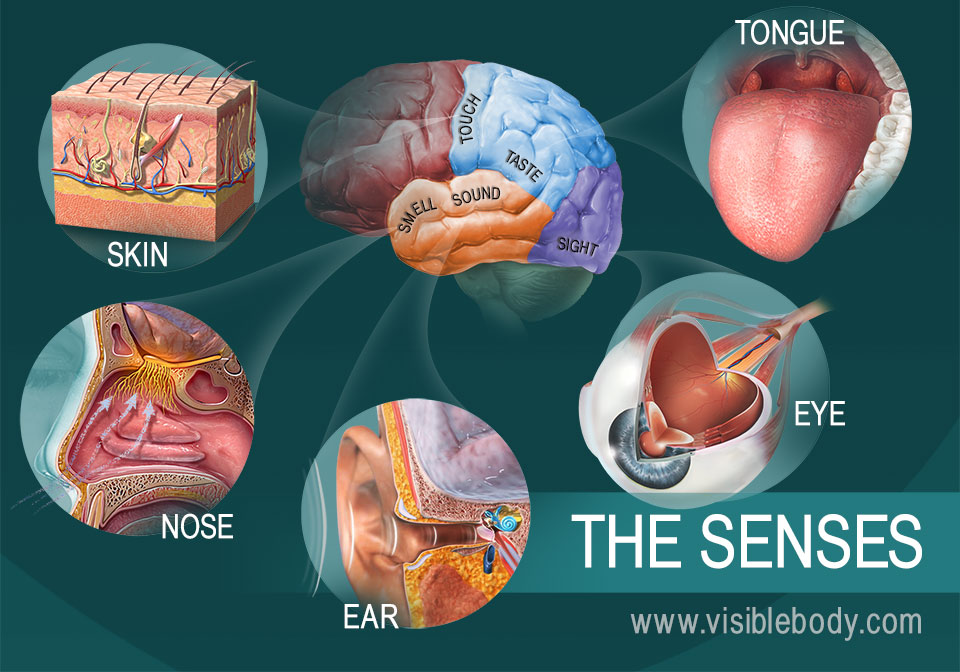 TONGUE
TOUCH
TASTE
SMELL SOUND
SIGHT
SKIN
EYE
NOSE
THE SENSES
EAR
www.visiblebody.com